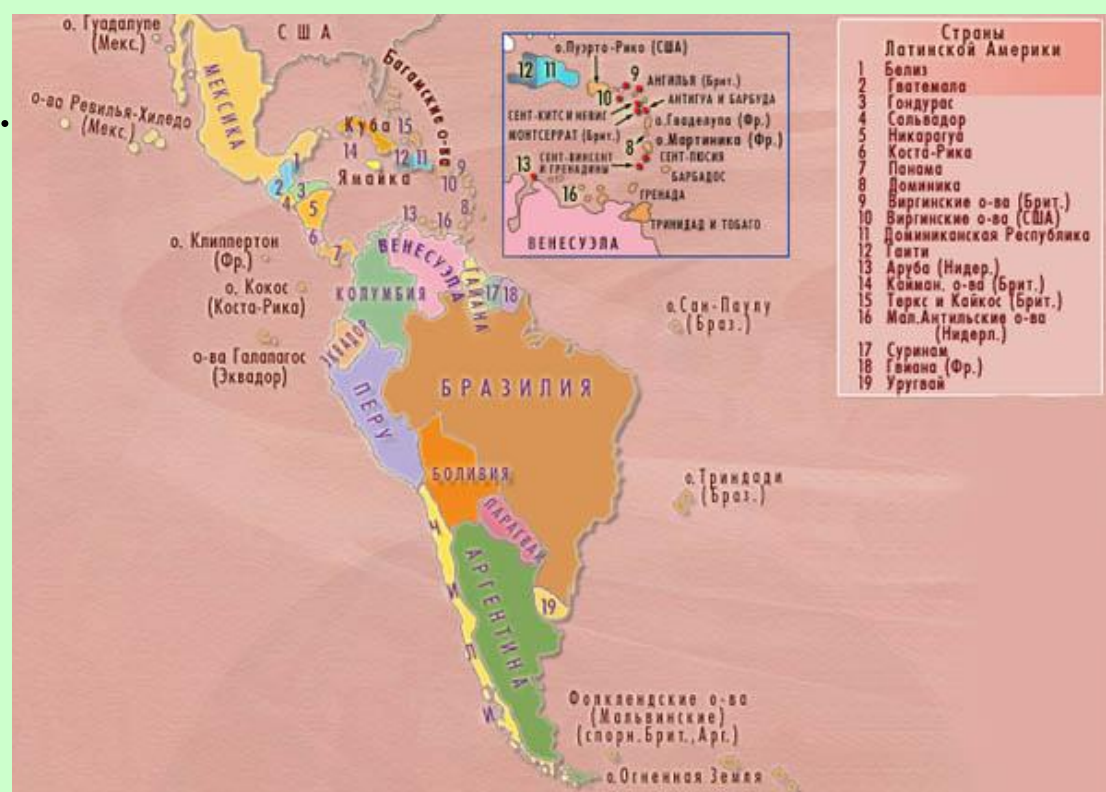 о. Гуадалупе
(Мекс.)
США
МЕКСИКА
о-ва Ревилья-Хихедо
(Мекс.)
Багамские о-ва
Куба
15
14
12
11
Ямайка
9
10
8
1
2
3
4
5
6
7
13
16
о. Клиппертон
(Фр.)
о. Кокос
(Коста-Рика)
о-ва Галапагос
(Эквадор)
ВЕНЕСУЭЛА
КОЛУМБИЯ
ГАЙАНА
17
18
ЭКВАДОР
ПЕРУ
БРАЗИЛИЯ
БОЛИВИЯ
ПАРАГВАЙ
ЧИЛИ
АРГЕНТИНА
19
о. Сан-Паулу
(Браз.)
о. Триндади
(Браз.)
Фолклендские о-ва
(Мальвинские)
(спорн. Брит., Арг.)
о. Огненная Земля
о. Пуэрто-Рико (США)
12
11
9
10
АНГИЛЬЯ (Брит.)
АНТИГУА И БАРБУДА
СЕНТ-КИТС И НЕВИС
о. Гваделупа (Фр.)
МОНТСЕРРАТ (Брит.)
8
о. Мартиника (Фр.)
СЕНТ-ЛЮСИЯ
13
СЕНТ-ВИНСЕНТ
И ГРЕНАДИНЫ
БАРБАДОС
16
ГРЕНАДА
ТРИНИДАД И ТОБАГО
ВЕНЕСУЭЛА
Страны
Латинской Америки
1 Белиз
2 Гватемала
3 Гондурас
4 Сальвадор
5 Никарагуа
6 Коста-Рика
7 Панама
8 Доминика
9 Виргинские о-ва (Брит.)
10 Виргинские о-ва (США)
11 Доминиканская Республика
12 Гаити
13 Аруба (Нидер.)
14 Кайман. о-ва (Брит.)
15 Теркс и Кайкос (Брит.)
16 Мал.Антильские о-ва
(Нидерл.)
17 Суринам
18 Гвиана (Фр.)
19 Уругвай